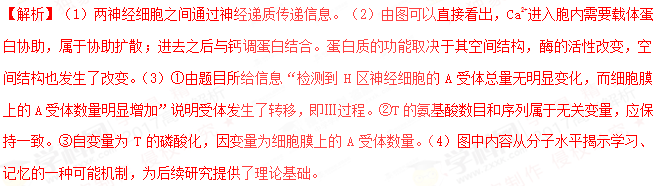 【解析】（1）两神经细胞之间通过神经递质传递信息。（2）由图可以直接看出，Ca²⁺进入胞内需要载体蛋
白协助，属于协助扩散；进去之后与钙调蛋白结合。蛋白质的功能取决于其空间结构，酶的活性改变，空
间结构也发生了改变。（3）①由题目所给信息“检测到 H 区神经细胞的 A 受体总量无明显变化，而细胞膜
上的 A 受体数量明显增加”说明受体发生了转移，即Ⅲ过程。②T 的氨基酸数目和序列属于无关变量，应保
持一致。③自变量为 T 的磷酸化，因变量为细胞膜上的 A 受体数量。（4）图中内容从分子水平揭示学习、
记忆的一种可能机制，为后续研究提供了理论基础。